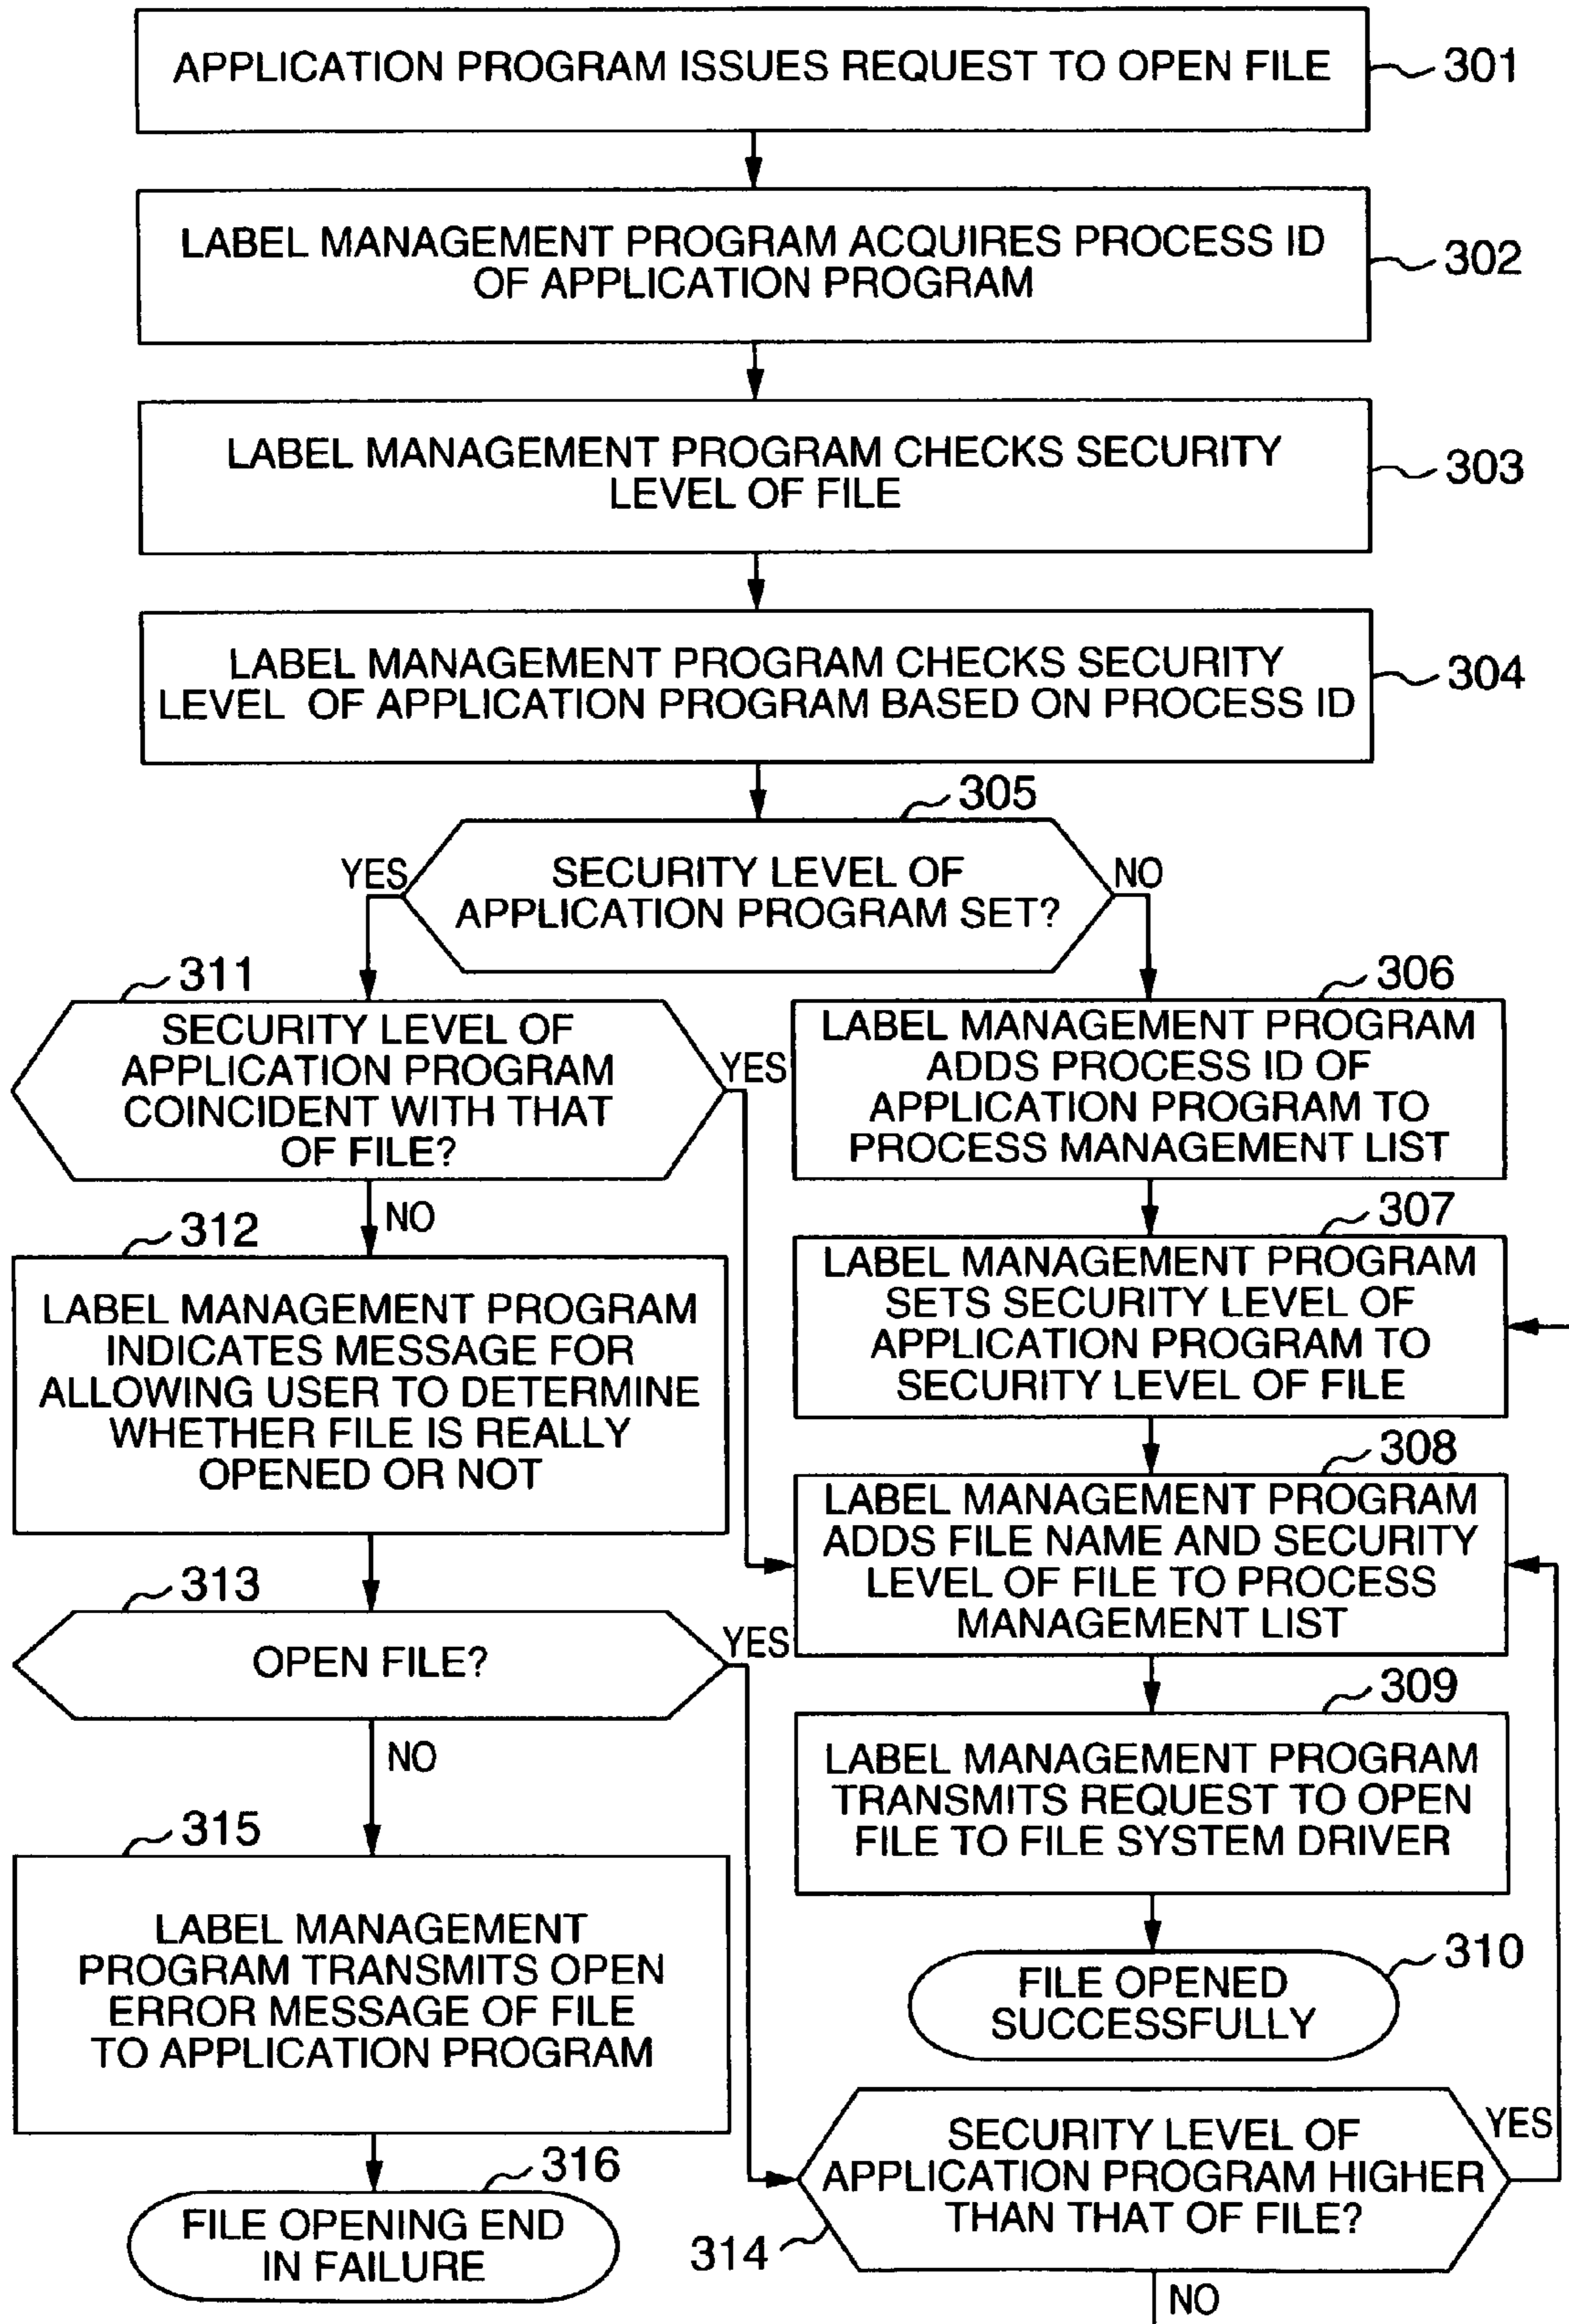 APPLICATION PROGRAM ISSUES REQUEST TO OPEN FILE
301
LABEL MANAGEMENT PROGRAM ACQUIRES PROCESS ID
OF APPLICATION PROGRAM
302
LABEL MANAGEMENT PROGRAM CHECKS SECURITY
LEVEL OF FILE
303
LABEL MANAGEMENT PROGRAM CHECKS SECURITY
LEVEL OF APPLICATION PROGRAM BASED ON PROCESS ID
304
305
SECURITY LEVEL OF
APPLICATION PROGRAM SET?
YES
NO
311
SECURITY LEVEL OF
APPLICATION PROGRAM
COINCIDENT WITH THAT
OF FILE?
YES
NO
306
LABEL MANAGEMENT PROGRAM
ADDS PROCESS ID OF
APPLICATION PROGRAM TO
PROCESS MANAGEMENT LIST
307
LABEL MANAGEMENT PROGRAM
SETS SECURITY LEVEL OF
APPLICATION PROGRAM TO
SECURITY LEVEL OF FILE
312
LABEL MANAGEMENT PROGRAM
INDICATES MESSAGE FOR
ALLOWING USER TO DETERMINE
WHETHER FILE IS REALLY
OPENED OR NOT
308
LABEL MANAGEMENT PROGRAM
ADDS FILE NAME AND SECURITY
LEVEL OF FILE TO PROCESS
MANAGEMENT LIST
313
OPEN FILE?
YES
NO
309
LABEL MANAGEMENT PROGRAM
TRANSMITS REQUEST TO OPEN
FILE TO FILE SYSTEM DRIVER
315
LABEL MANAGEMENT
PROGRAM TRANSMITS OPEN
ERROR MESSAGE OF FILE
TO APPLICATION PROGRAM
310
FILE OPENED
SUCCESSFULLY
316
FILE OPENING END
IN FAILURE
314
SECURITY LEVEL OF
APPLICATION PROGRAM HIGHER
THAN THAT OF FILE?
YES
NO